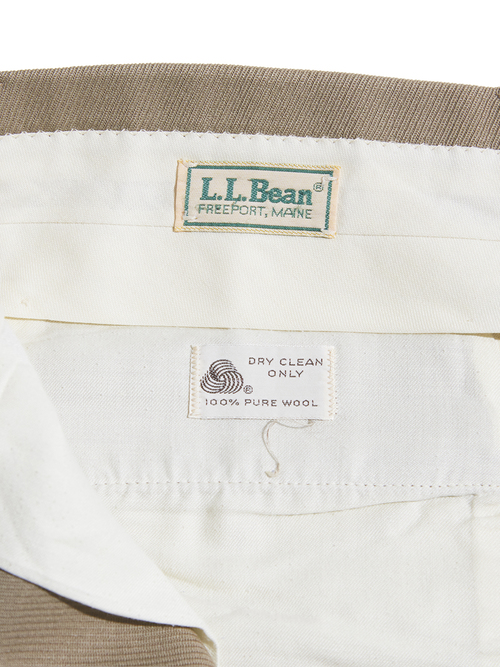 L.L.Bean®
FREEPORT, MAINE
DRY CLEAN
ONLY
®
100% PURE WOOL